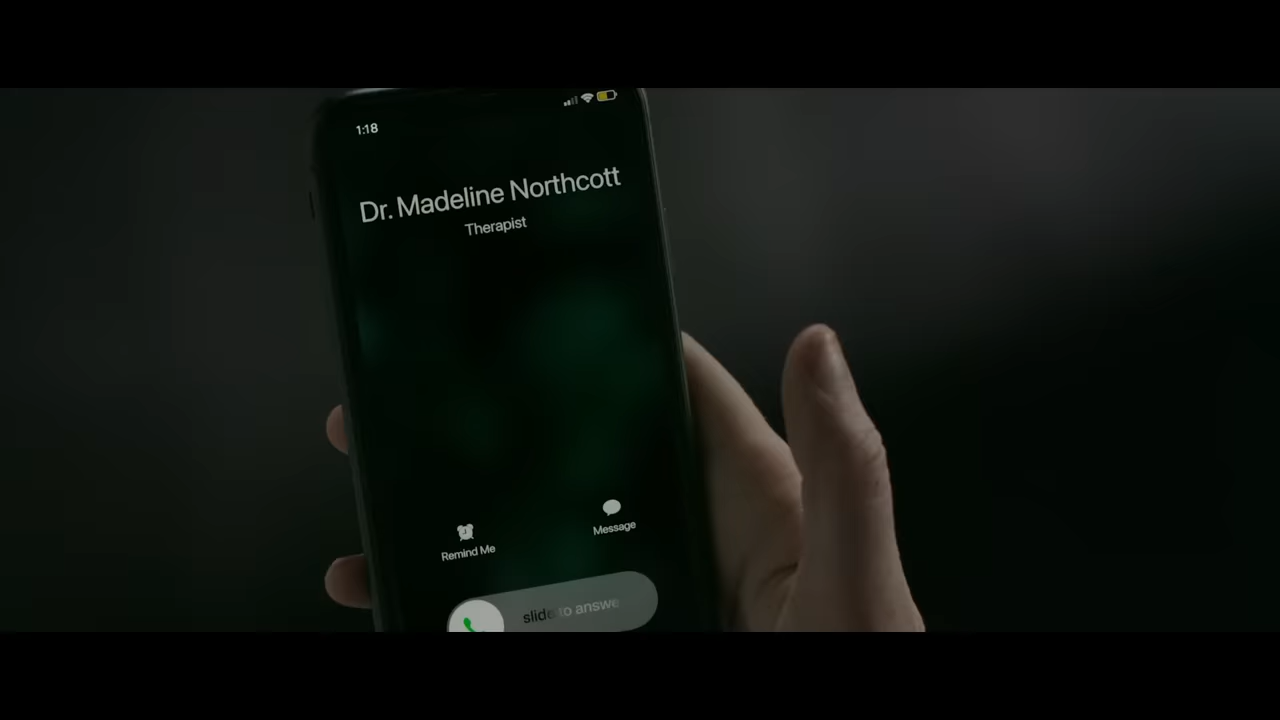 1:18
Dr. Madeline Northcott
Therapist
Remind Me
Message
slide to answe